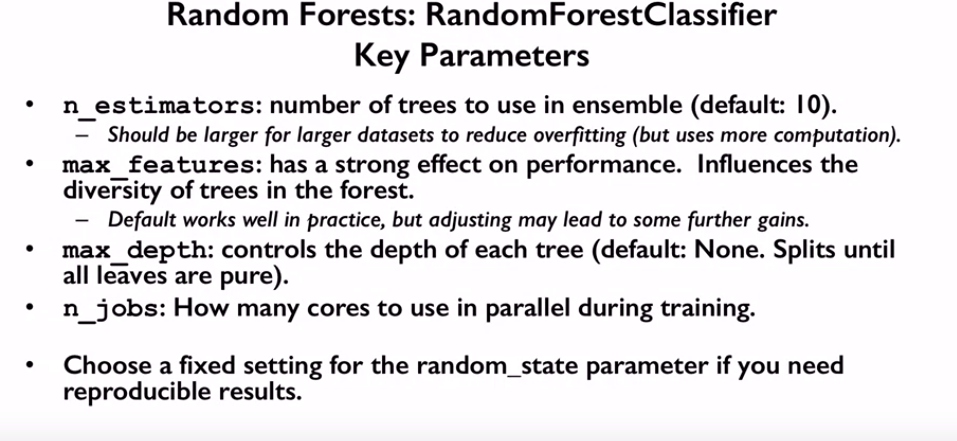 Random Forests: RandomForestClassifier
Key Parameters
• n_estimators: number of trees to use in ensemble (default: 10).
– Should be larger for larger datasets to reduce overfitting (but uses more computation).
• max_features: has a strong effect on performance. Influences the
diversity of trees in the forest.
– Default works well in practice, but adjusting may lead to some further gains.
• max_depth: controls the depth of each tree (default: None. Splits until
all leaves are pure).
• n_jobs: How many cores to use in parallel during training.
• Choose a fixed setting for the random_state parameter if you need
reproducible results.